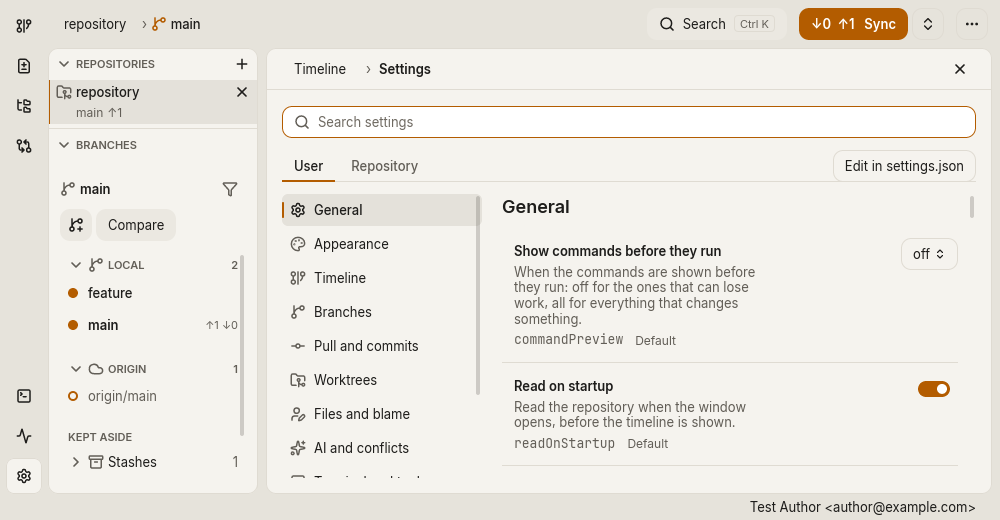 repository › main
Search Ctrl K
↓0 ↑1 Sync
REPOSITORIES
repository
main ↑1
BRANCHES
main
Compare
LOCAL 2
feature
main ↑1 ↓0
ORIGIN 1
origin/main
KEPT ASIDE
Stashes 1
Timeline › Settings
Search settings
User
Repository
Edit in settings.json
General
Appearance
Timeline
Branches
Pull and commits
Worktrees
Files and blame
AI and conflicts
General
Show commands before they run
off
When the commands are shown before
they run: off for the ones that can lose
work, all for everything that changes
something.
commandPreview Default
Read on startup
Read the repository when the window
opens, before the timeline is shown.
readOnStartup Default
Test Author <author@example.com>